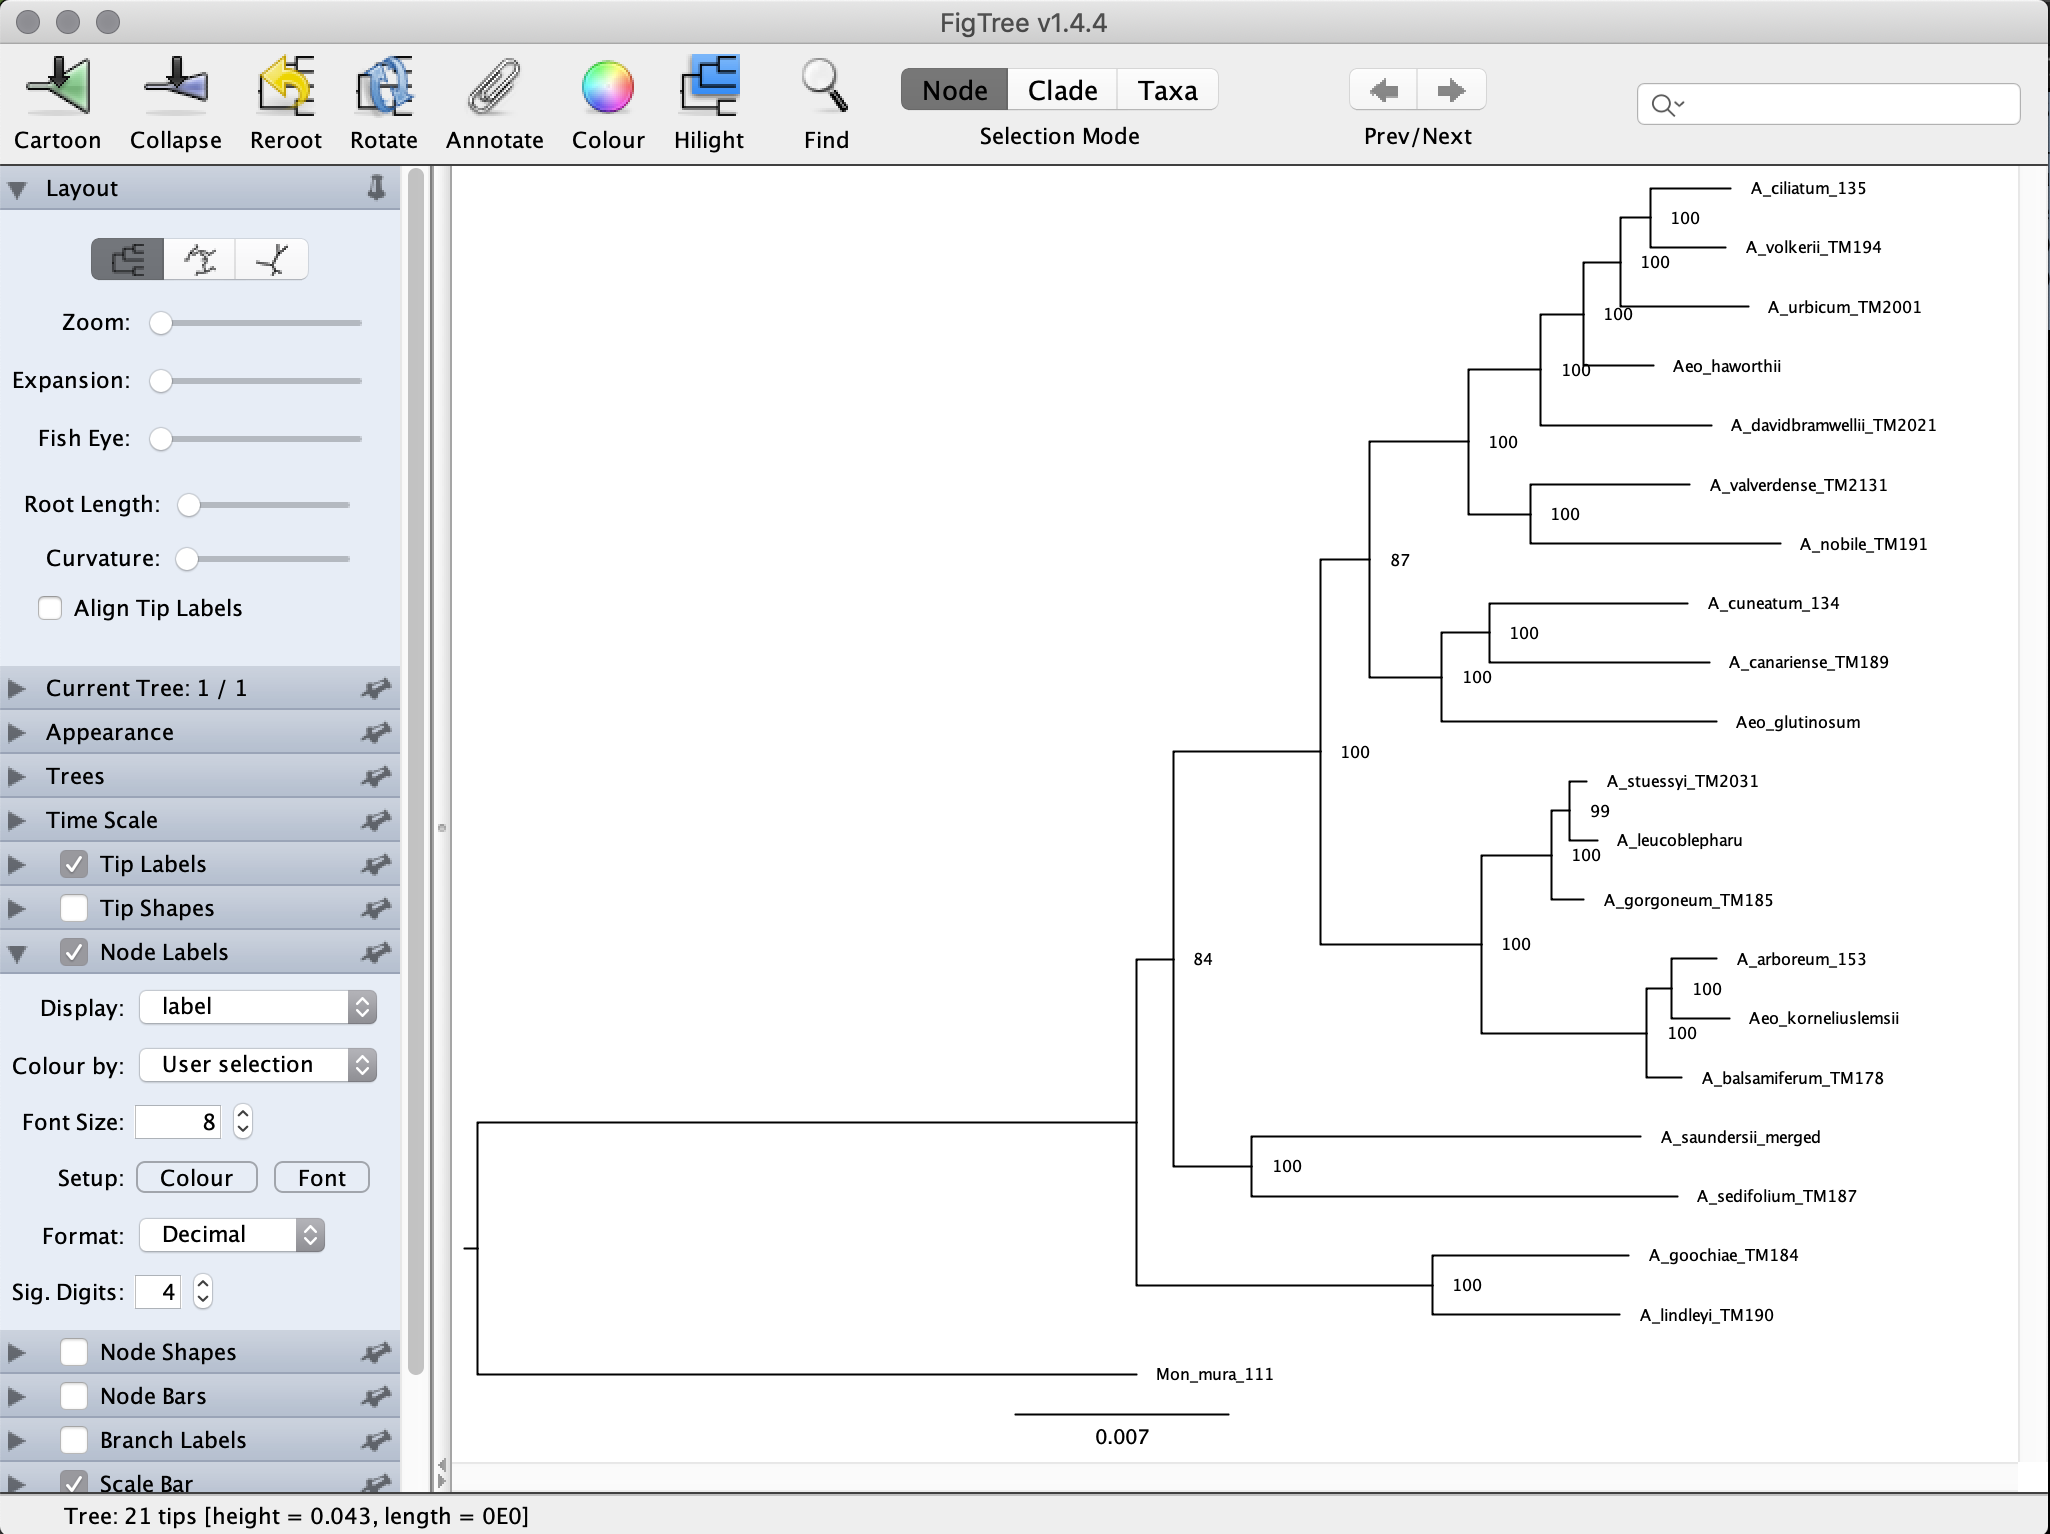 FigTree v1.4.4
Cartoon Collapse Reroot Rotate Annotate Colour Hilight Find
Node Clade Taxa
Selection Mode
Prev/Next
Layout
Zoom:
Expansion:
Fish Eye:
Root Length:
Curvature:
Align Tip Labels
Current Tree: 1 / 1
Appearance
Trees
Time Scale
Tip Labels
Tip Shapes
Node Labels
Display: label
Colour by: User selection
Font Size: 8
Setup: Colour Font
Format: Decimal
Sig. Digits: 4
Node Shapes
Node Bars
Branch Labels
Scale Bar
A_ciliatum_135
100
A_volkerii_TM194
100
A_urbicum_TM2001
100
Aeo_haworthii
100
A_davidbramwellii_TM2021
100
A_valverdense_TM2131
100
A_nobile_TM191
87
A_cuneatum_134
100
A_canariense_TM189
100
Aeo_glutinosum
100
A_stuessyi_TM2031
99
A_leucoblepharu
100
A_gorgoneum_TM185
100
A_arboreum_153
84
100
Aeo_korneliuslemsii
100
A_balsamiferum_TM178
A_saundersii_merged
100
A_sedifolium_TM187
A_goochiae_TM184
100
A_lindleyi_TM190
Mon_mura_111
0.007
Tree: 21 tips [height = 0.043, length = 0E0]